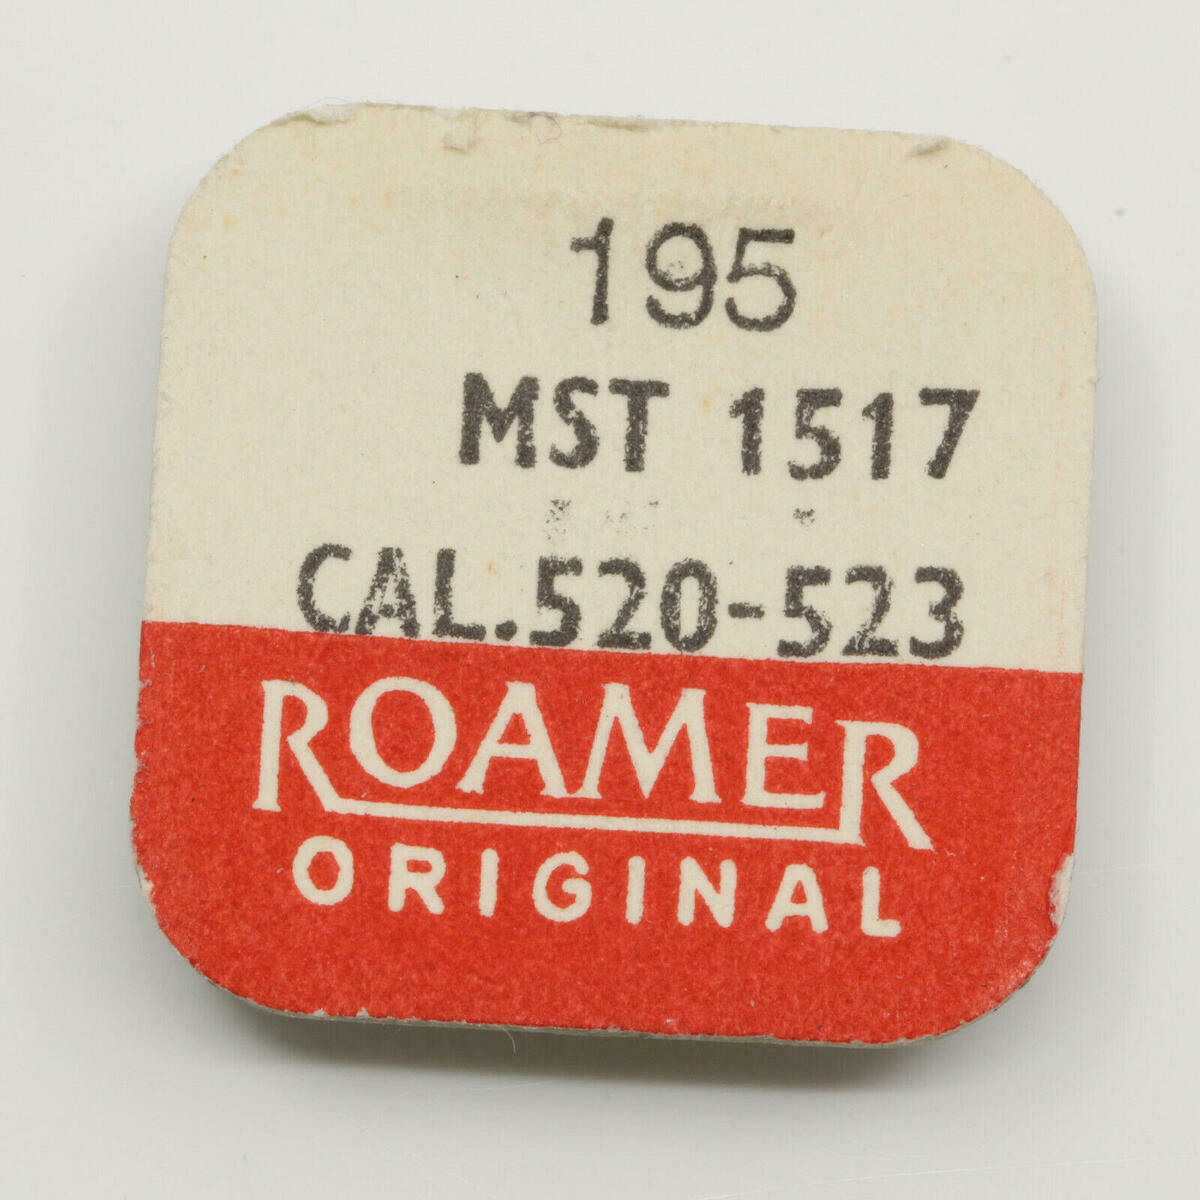 195
MST 1517
CAL.520-523
ROAMER
ORIGINAL